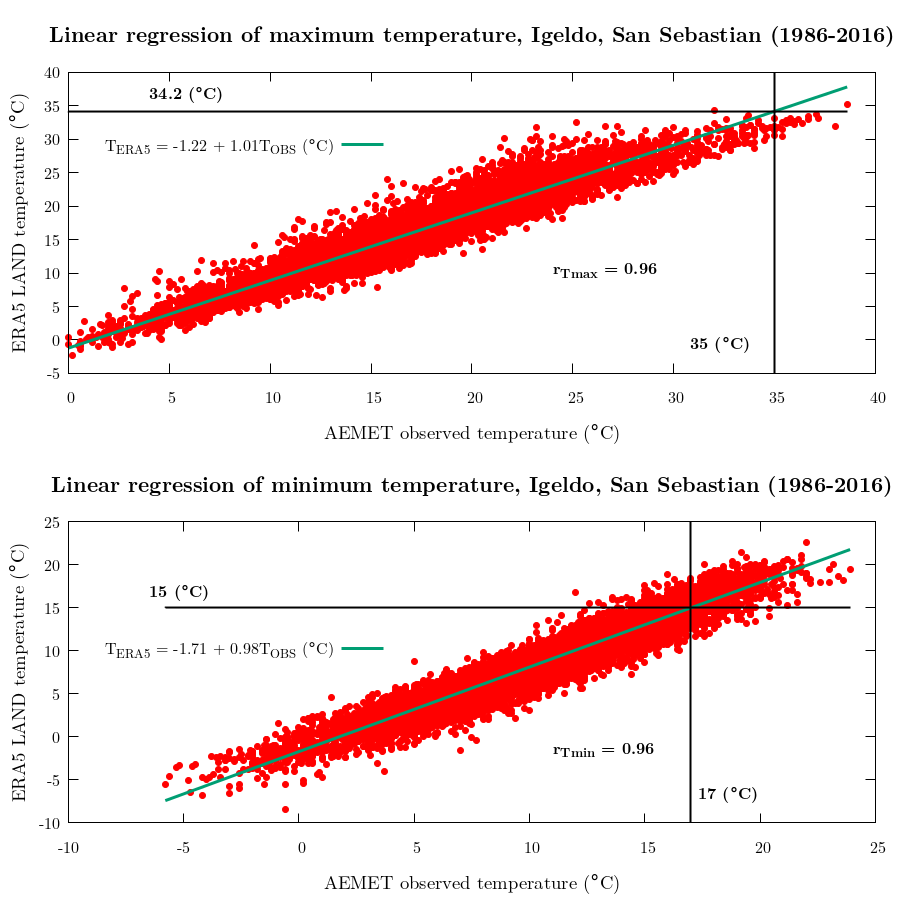 Linear regression of maximum temperature, Igeldo, San Sebastian (1986-2016)
40
34.2 (°C)
35
30
T_ERA5 = -1.22 + 1.01T_OBS (°C)
25
20
15
10
r_Tmax = 0.96
5
0
35 (°C)
-5
ERA5 LAND temperature (°C)
0 5 10 15 20 25 30 35 40
AEMET observed temperature (°C)
Linear regression of minimum temperature, Igeldo, San Sebastian (1986-2016)
25
20
15 (°C)
15
10
T_ERA5 = -1.71 + 0.98T_OBS (°C)
5
0
r_Tmin = 0.96
-5
17 (°C)
-10
ERA5 LAND temperature (°C)
-10 -5 0 5 10 15 20 25
AEMET observed temperature (°C)